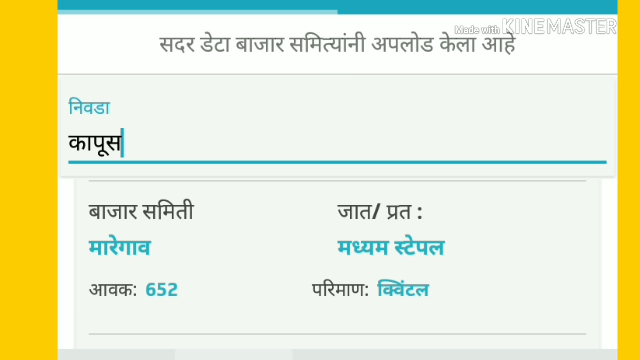 Made with KINEMASTER
सदर डेटा बाजार समित्यांनी अपलोड केला आहे
निवडा
कापूस
बाजार समिती जात/ प्रत :
मारेगाव मध्यम स्टेपल
आवक: 652 परिमाण: क्विंटल